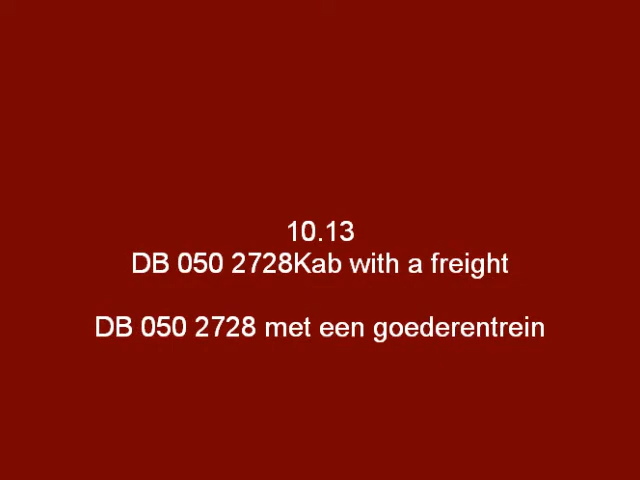 10.13
DB 050 2728Kab with a freight
DB 050 2728 met een goederentrein